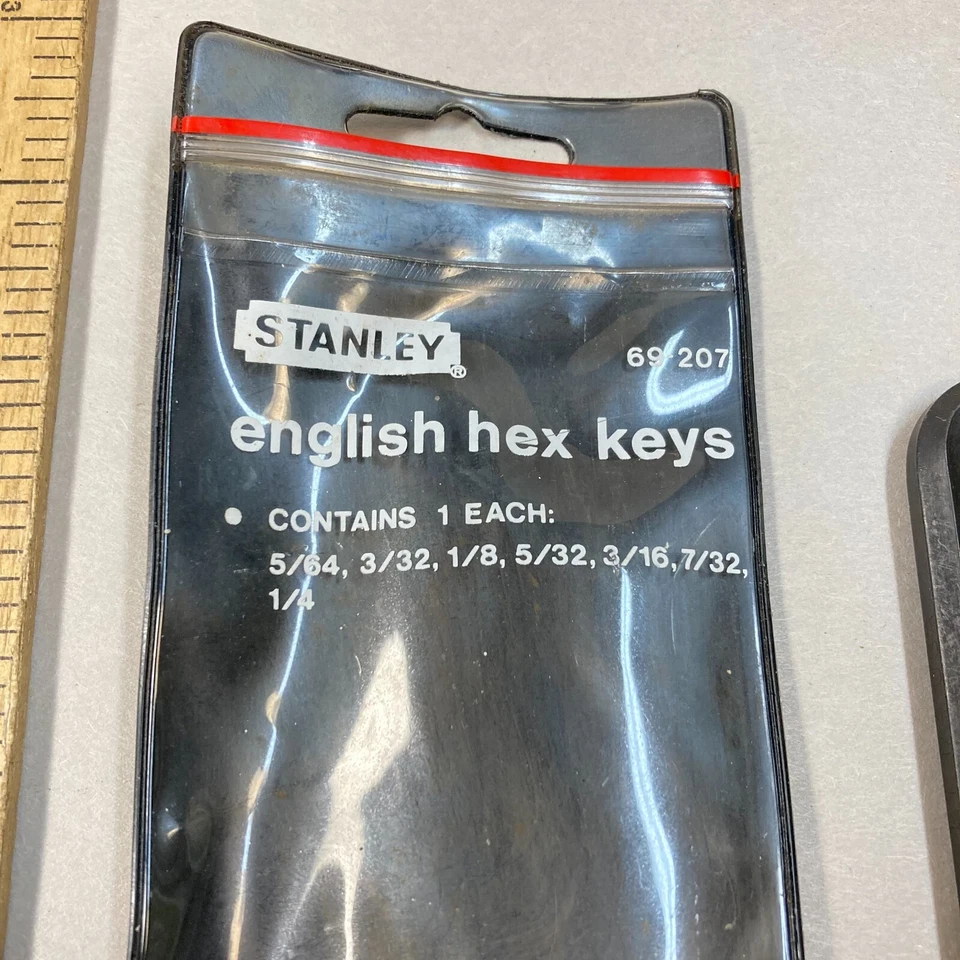 3
STANLEY®
69-207
english hex keys
• CONTAINS 1 EACH:
5/64, 3/32, 1/8, 5/32, 3/16, 7/32,
1/4